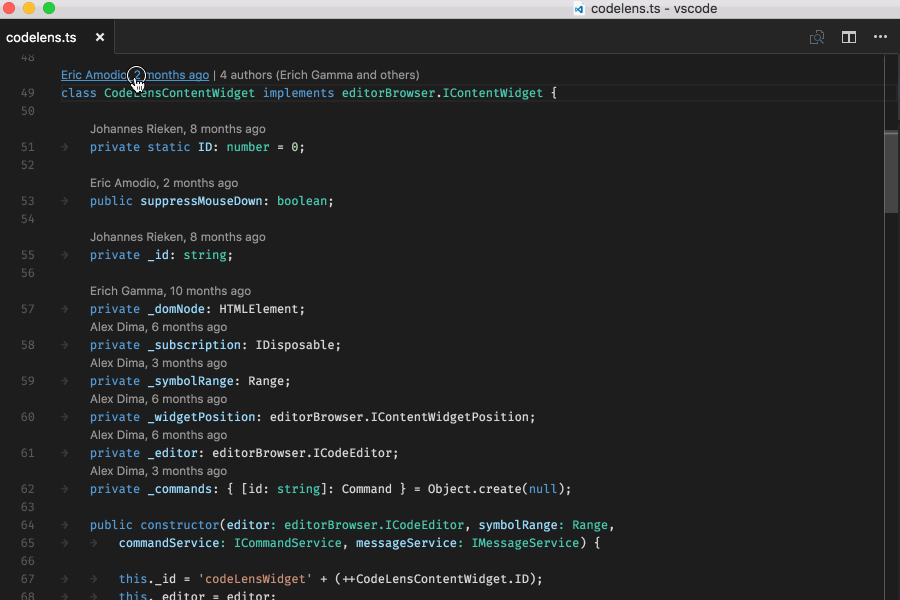 codelens.ts - vscode
codelens.ts ×
48
Eric Amodio, 2 months ago | 4 authors (Erich Gamma and others)
49 class CodeLensContentWidget implements editorBrowser.IContentWidget {
50
Johannes Rieken, 8 months ago
51 private static ID: number = 0;
52
Eric Amodio, 2 months ago
53 public suppressMouseDown: boolean;
54
Johannes Rieken, 8 months ago
55 private _id: string;
56
Erich Gamma, 10 months ago
57 private _domNode: HTMLElement;
Alex Dima, 6 months ago
58 private _subscription: IDisposable;
Alex Dima, 3 months ago
59 private _symbolRange: Range;
Alex Dima, 6 months ago
60 private _widgetPosition: editorBrowser.IContentWidgetPosition;
Alex Dima, 6 months ago
61 private _editor: editorBrowser.ICodeEditor;
Alex Dima, 3 months ago
62 private _commands: { [id: string]: Command } = Object.create(null);
63
64 public constructor(editor: editorBrowser.ICodeEditor, symbolRange: Range,
65 commandService: ICommandService, messageService: IMessageService) {
66
67 this._id = 'codeLensWidget' + (++CodeLensContentWidget.ID);
68 this._editor = editor;